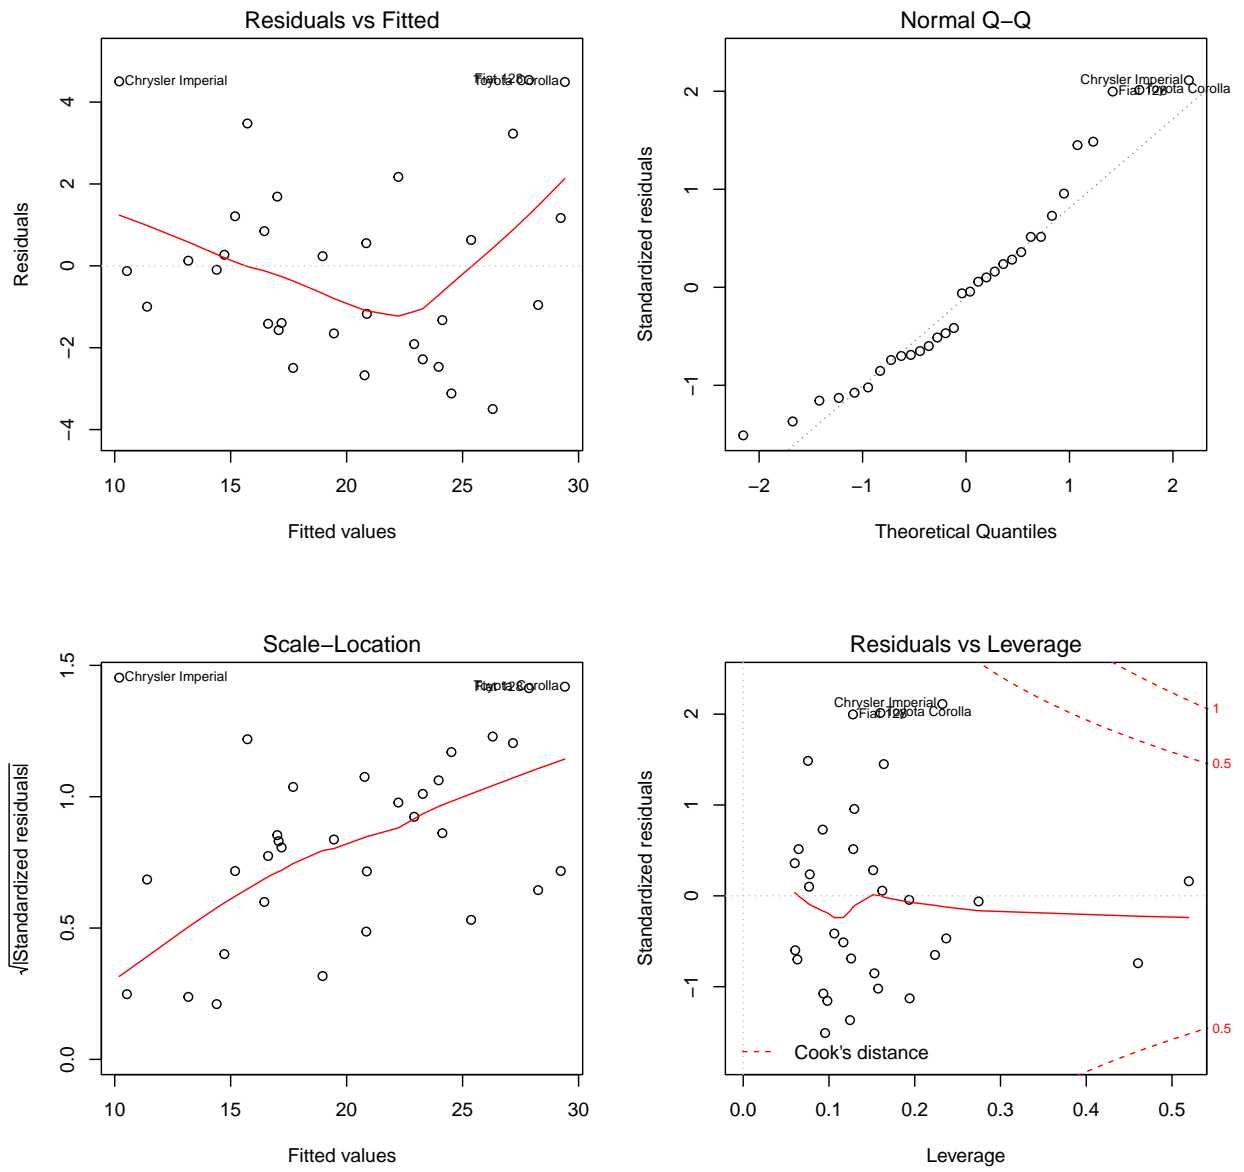 Residuals vs Fitted
Residuals
4
2
0
−2
−4
Chrysler Imperial
Fiat 128
Toyota Corolla
10 15 20 25 30
Fitted values
Normal Q−Q
Standardized residuals
2
1
0
−1
Chrysler Imperial
Fiat 128
Toyota Corolla
−2 −1 0 1 2
Theoretical Quantiles
Scale−Location
√|Standardized residuals|
1.5
1.0
0.5
0.0
Chrysler Imperial
Fiat 128
Toyota Corolla
10 15 20 25 30
Fitted values
Residuals vs Leverage
Standardized residuals
2
1
0
−1
Chrysler Imperial
Fiat 128
Toyota Corolla
1
0.5
0.5
Cook's distance
0.0 0.1 0.2 0.3 0.4 0.5
Leverage